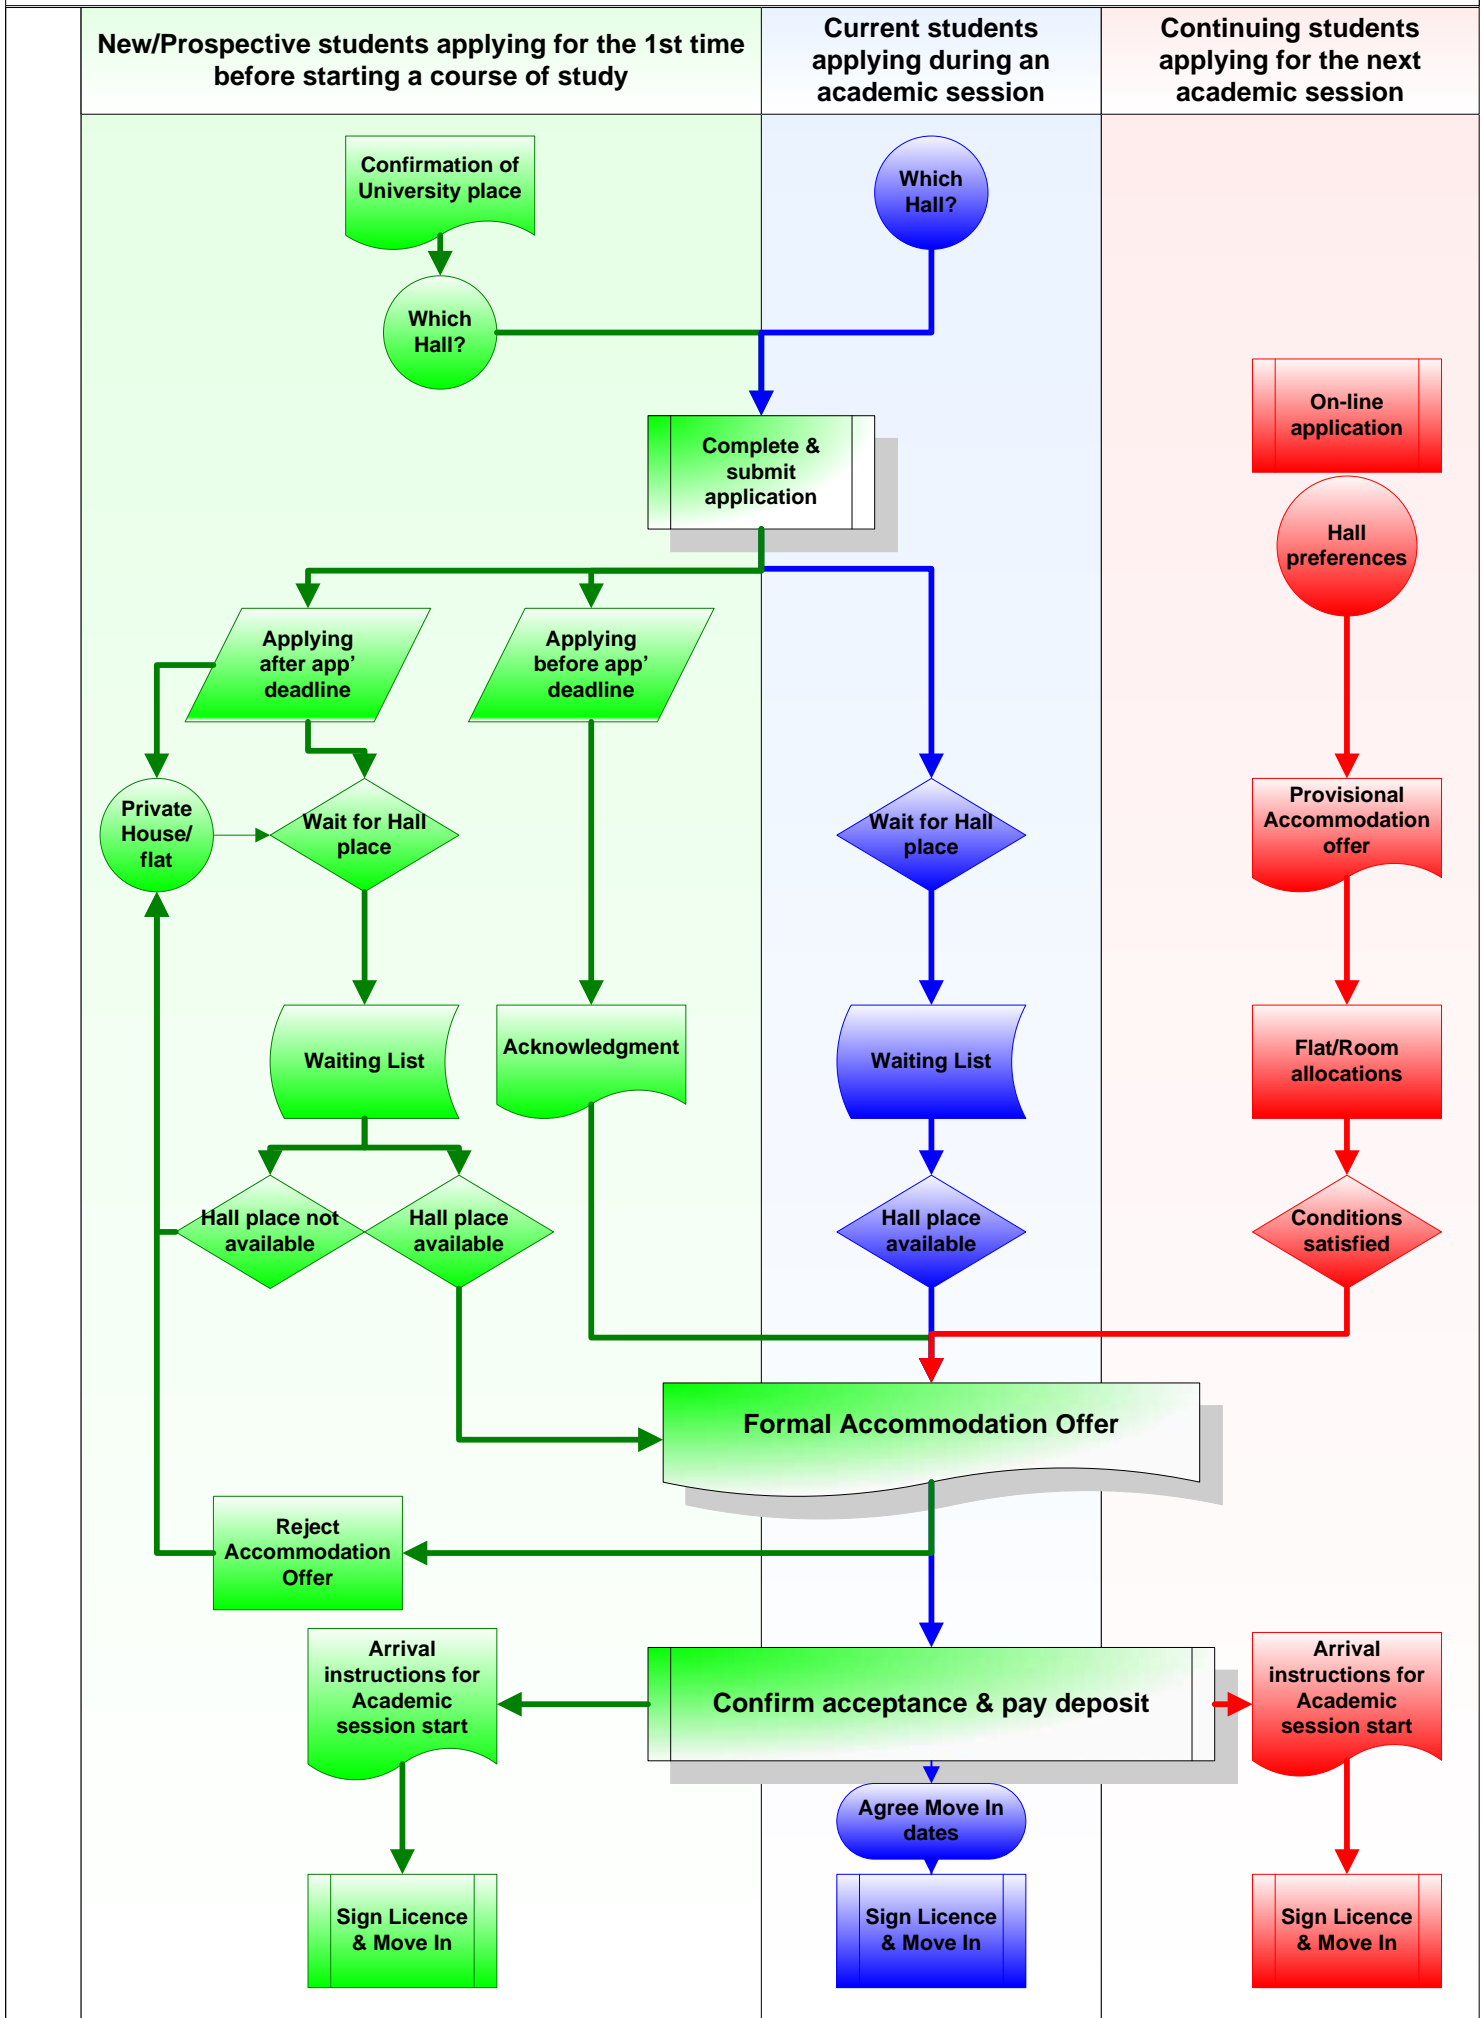 New/Prospective students applying for the 1st time
before starting a course of study
Current students
applying during an
academic session
Continuing students
applying for the next
academic session
Confirmation of
University place
Which
Hall?
Which
Hall?
On-line
application
Complete &
submit
application
Hall
preferences
Applying
after app'
deadline
Applying
before app'
deadline
Private
House/
flat
Wait for Hall
place
Wait for Hall
place
Provisional
Accommodation
offer
Waiting List
Acknowledgment
Waiting List
Flat/Room
allocations
Hall place not
available
Hall place
available
Hall place
available
Conditions
satisfied
Formal Accommodation Offer
Reject
Accommodation
Offer
Arrival
instructions for
Academic
session start
Confirm acceptance & pay deposit
Arrival
instructions for
Academic
session start
Agree Move In
dates
Sign Licence
& Move In
Sign Licence
& Move In
Sign Licence
& Move In